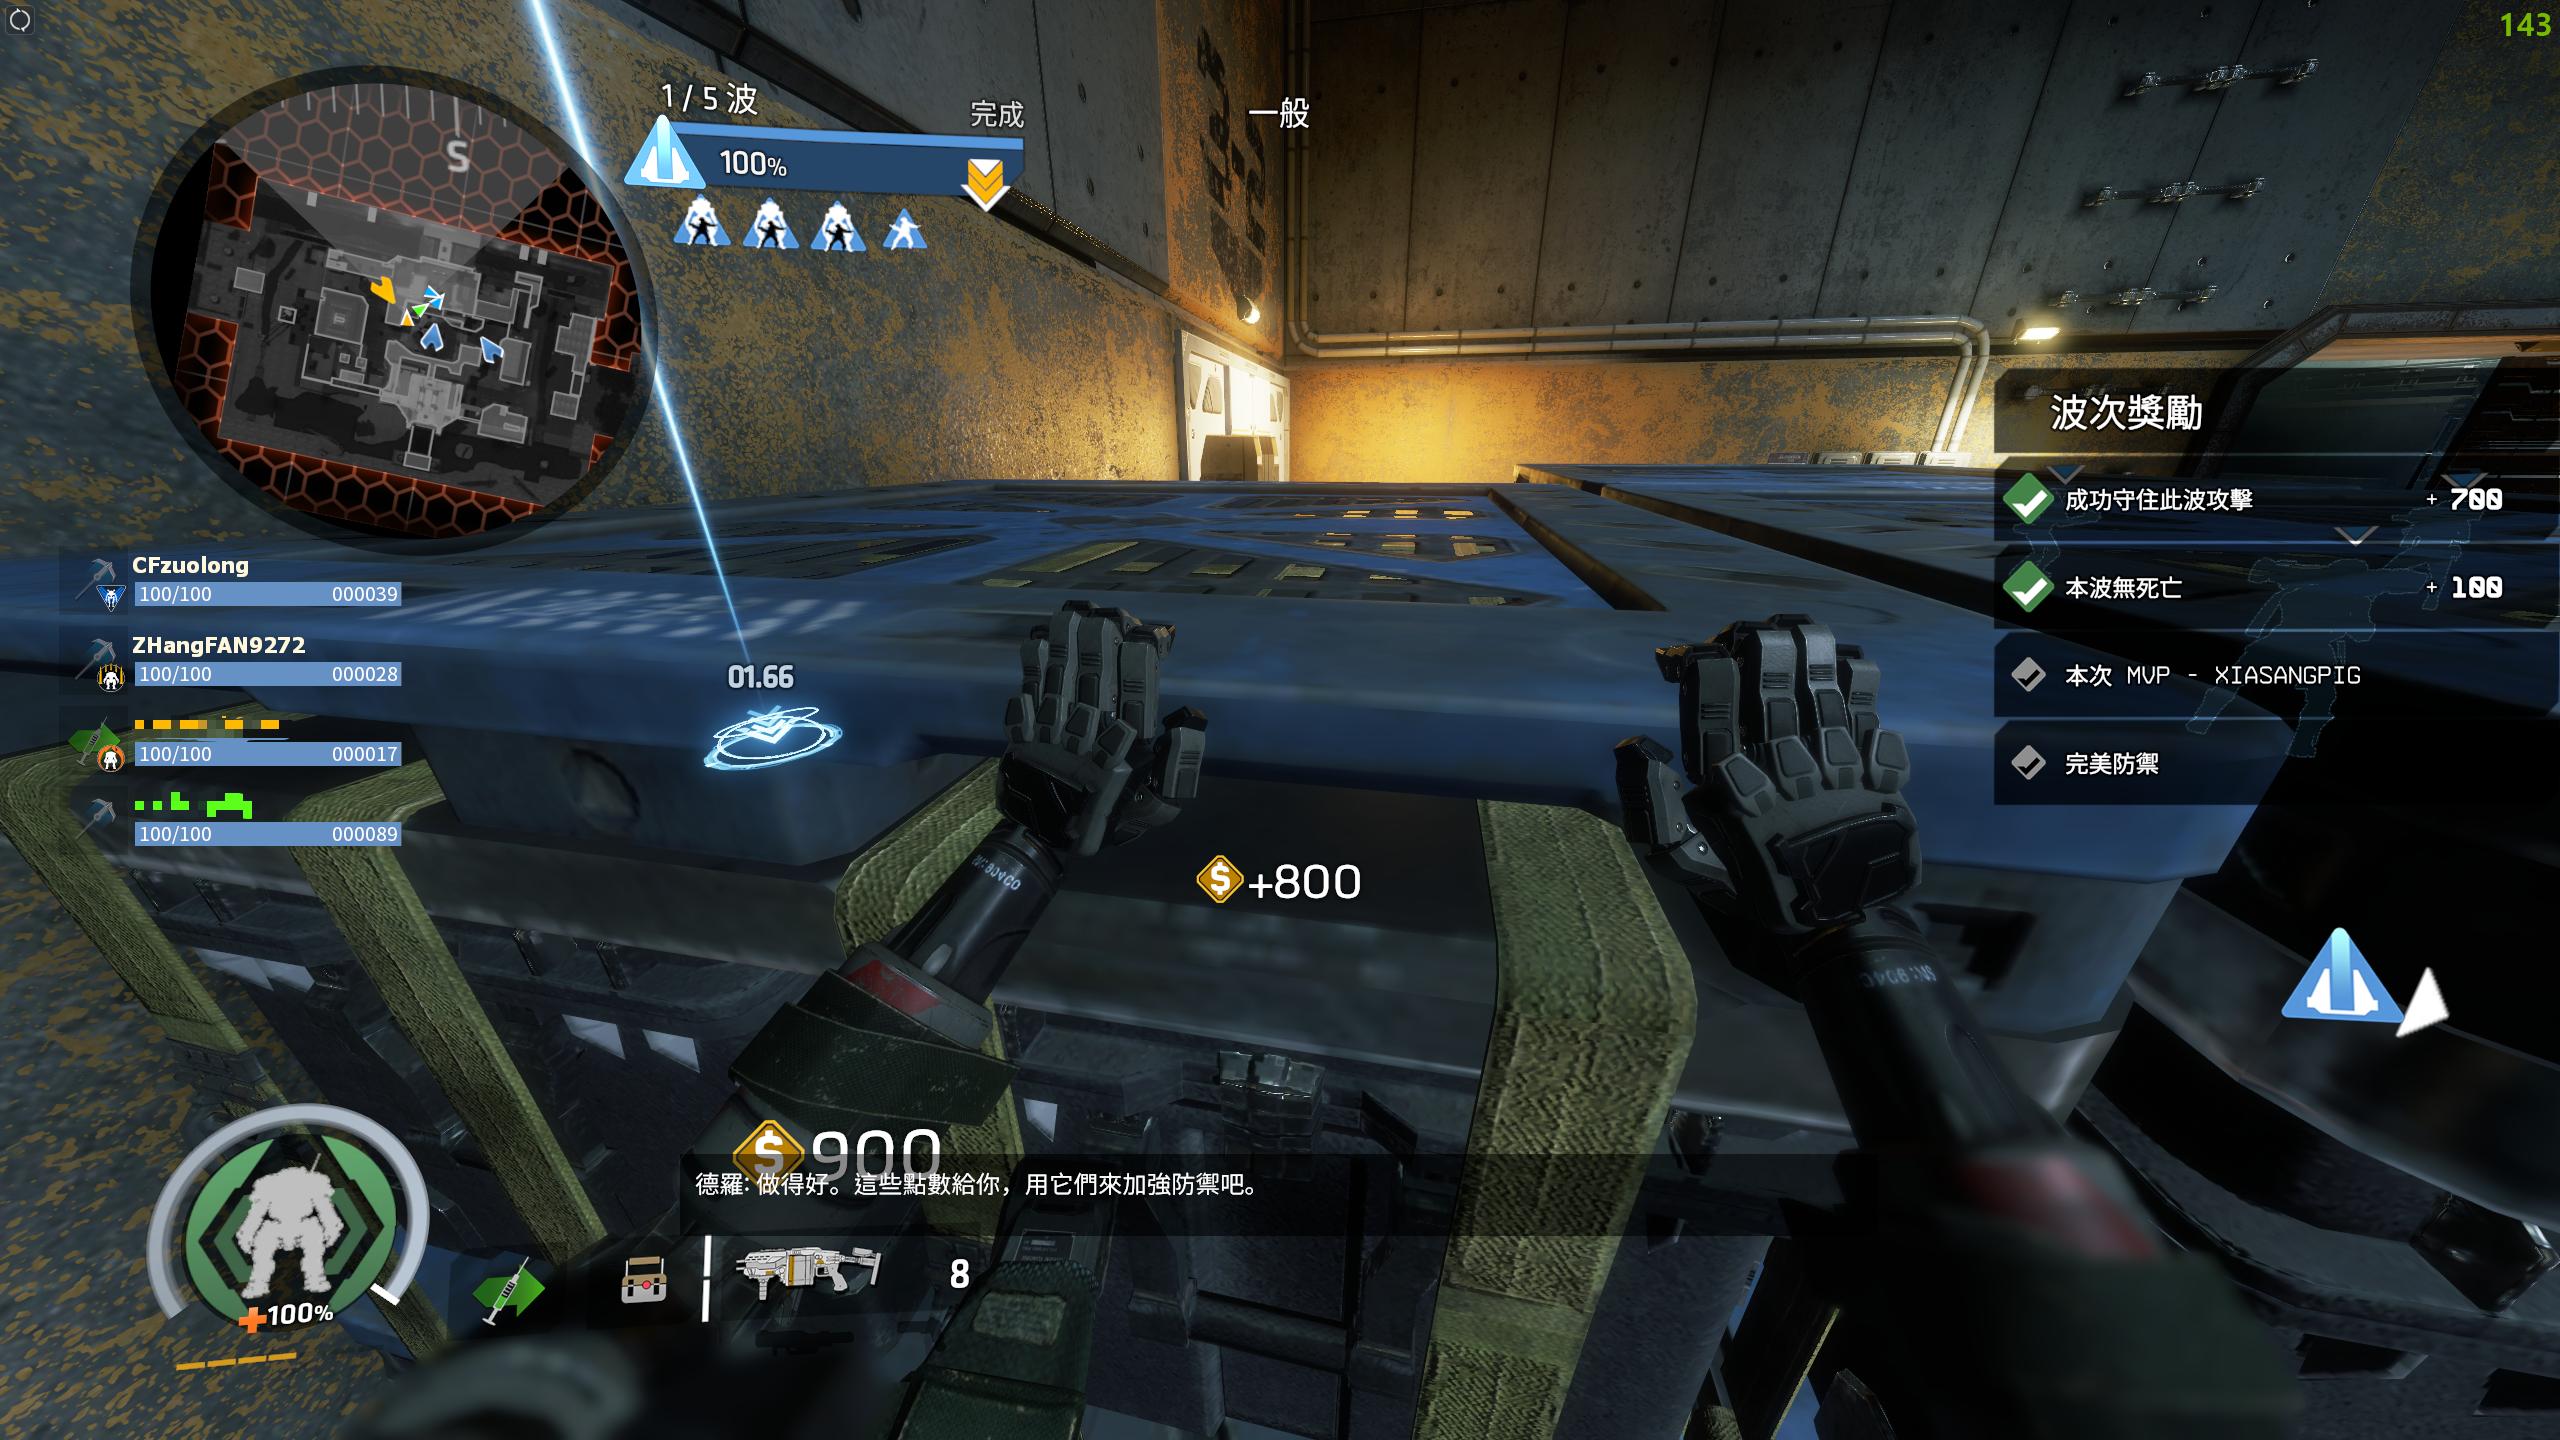 143
1 / 5 波
完成
一般
100%
S
波次獎勵
成功守住此波攻擊 + 700
本波無死亡 + 100
本次 MVP - XIASANGPIG
完美防禦
CFzuolong
100/100 000039
ZHangFAN9272
100/100 000028
100/100 000017
100/100 000089
01.66
$+800
$900
德羅: 做得好。這些點數給你，用它們來加強防禦吧。
8
+100%